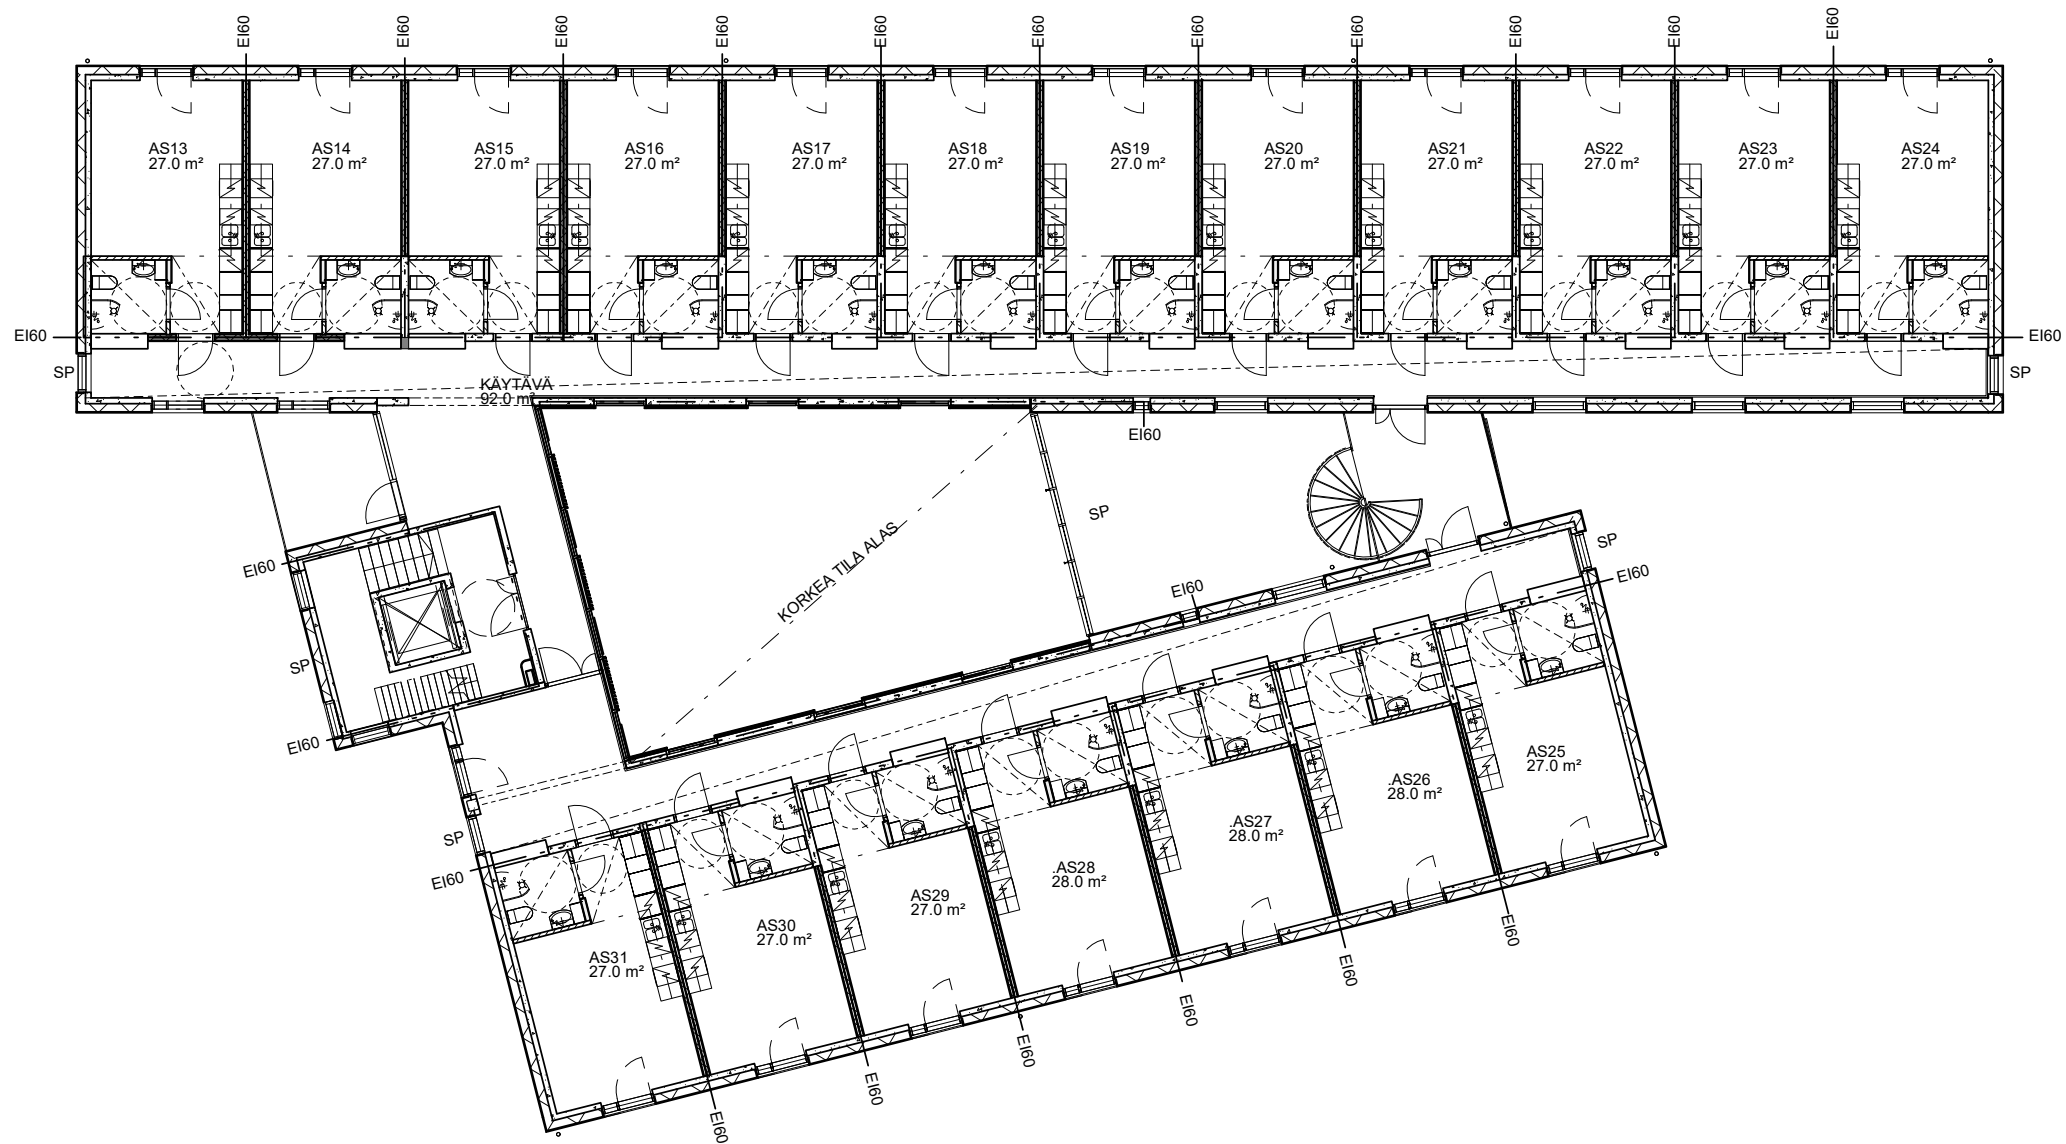 EI60
EI60
EI60
EI60
EI60
EI60
EI60
EI60
EI60
EI60
EI60
AS13
27.0 m²
AS14
27.0 m²
AS15
27.0 m²
AS16
27.0 m²
AS17
27.0 m²
AS18
27.0 m²
AS19
27.0 m²
AS20
27.0 m²
AS21
27.0 m²
AS22
27.0 m²
AS23
27.0 m²
AS24
27.0 m²
EI60
EI60
SP
SP
KÄYTÄVÄ
92.0 m²
EI60
SP
KORKEA TILA ALAS
SP
EI60
EI60
EI60
SP
EI60
AS25
27.0 m²
.AS26
28.0 m²
.AS27
28.0 m²
SP
.AS28
28.0 m²
EI60
AS29
27.0 m²
AS30
27.0 m²
AS31
27.0 m²
EI60
EI60
EI60
EI60
EI60
EI60